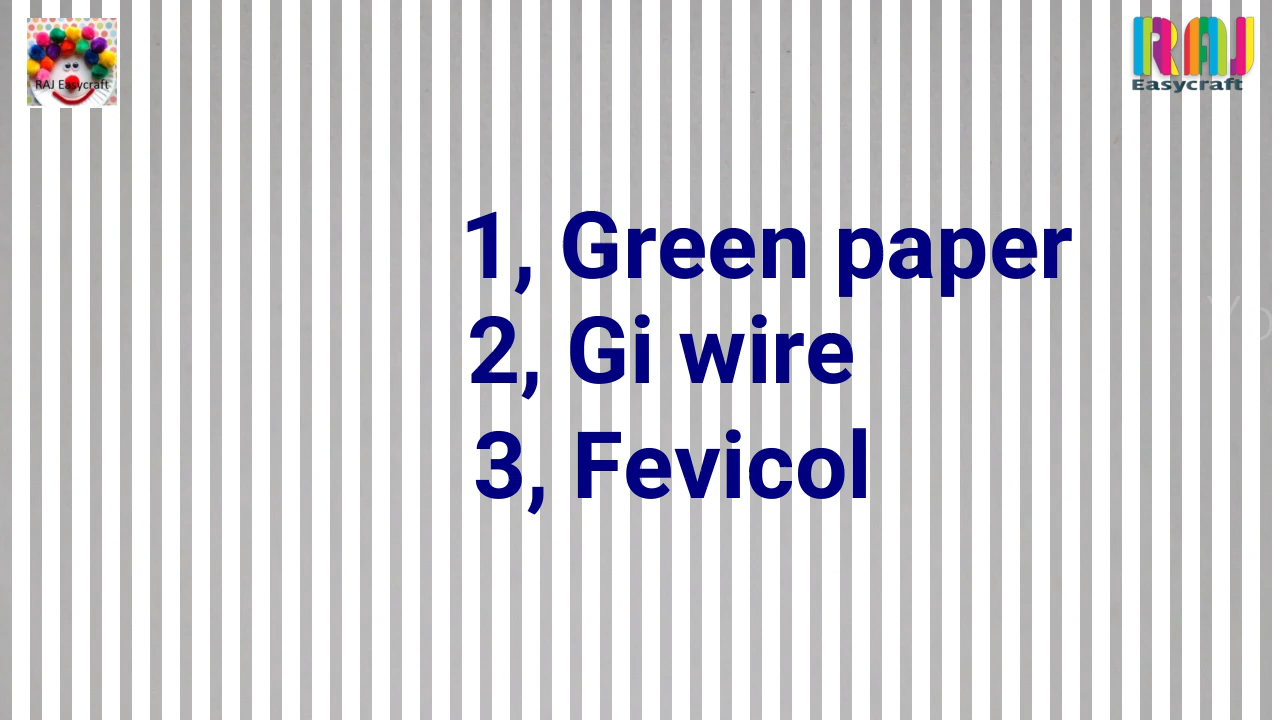 RAJ Easycraft
RAJ
Easycraft
1, Green paper
2, Gi wire
3, Fevicol